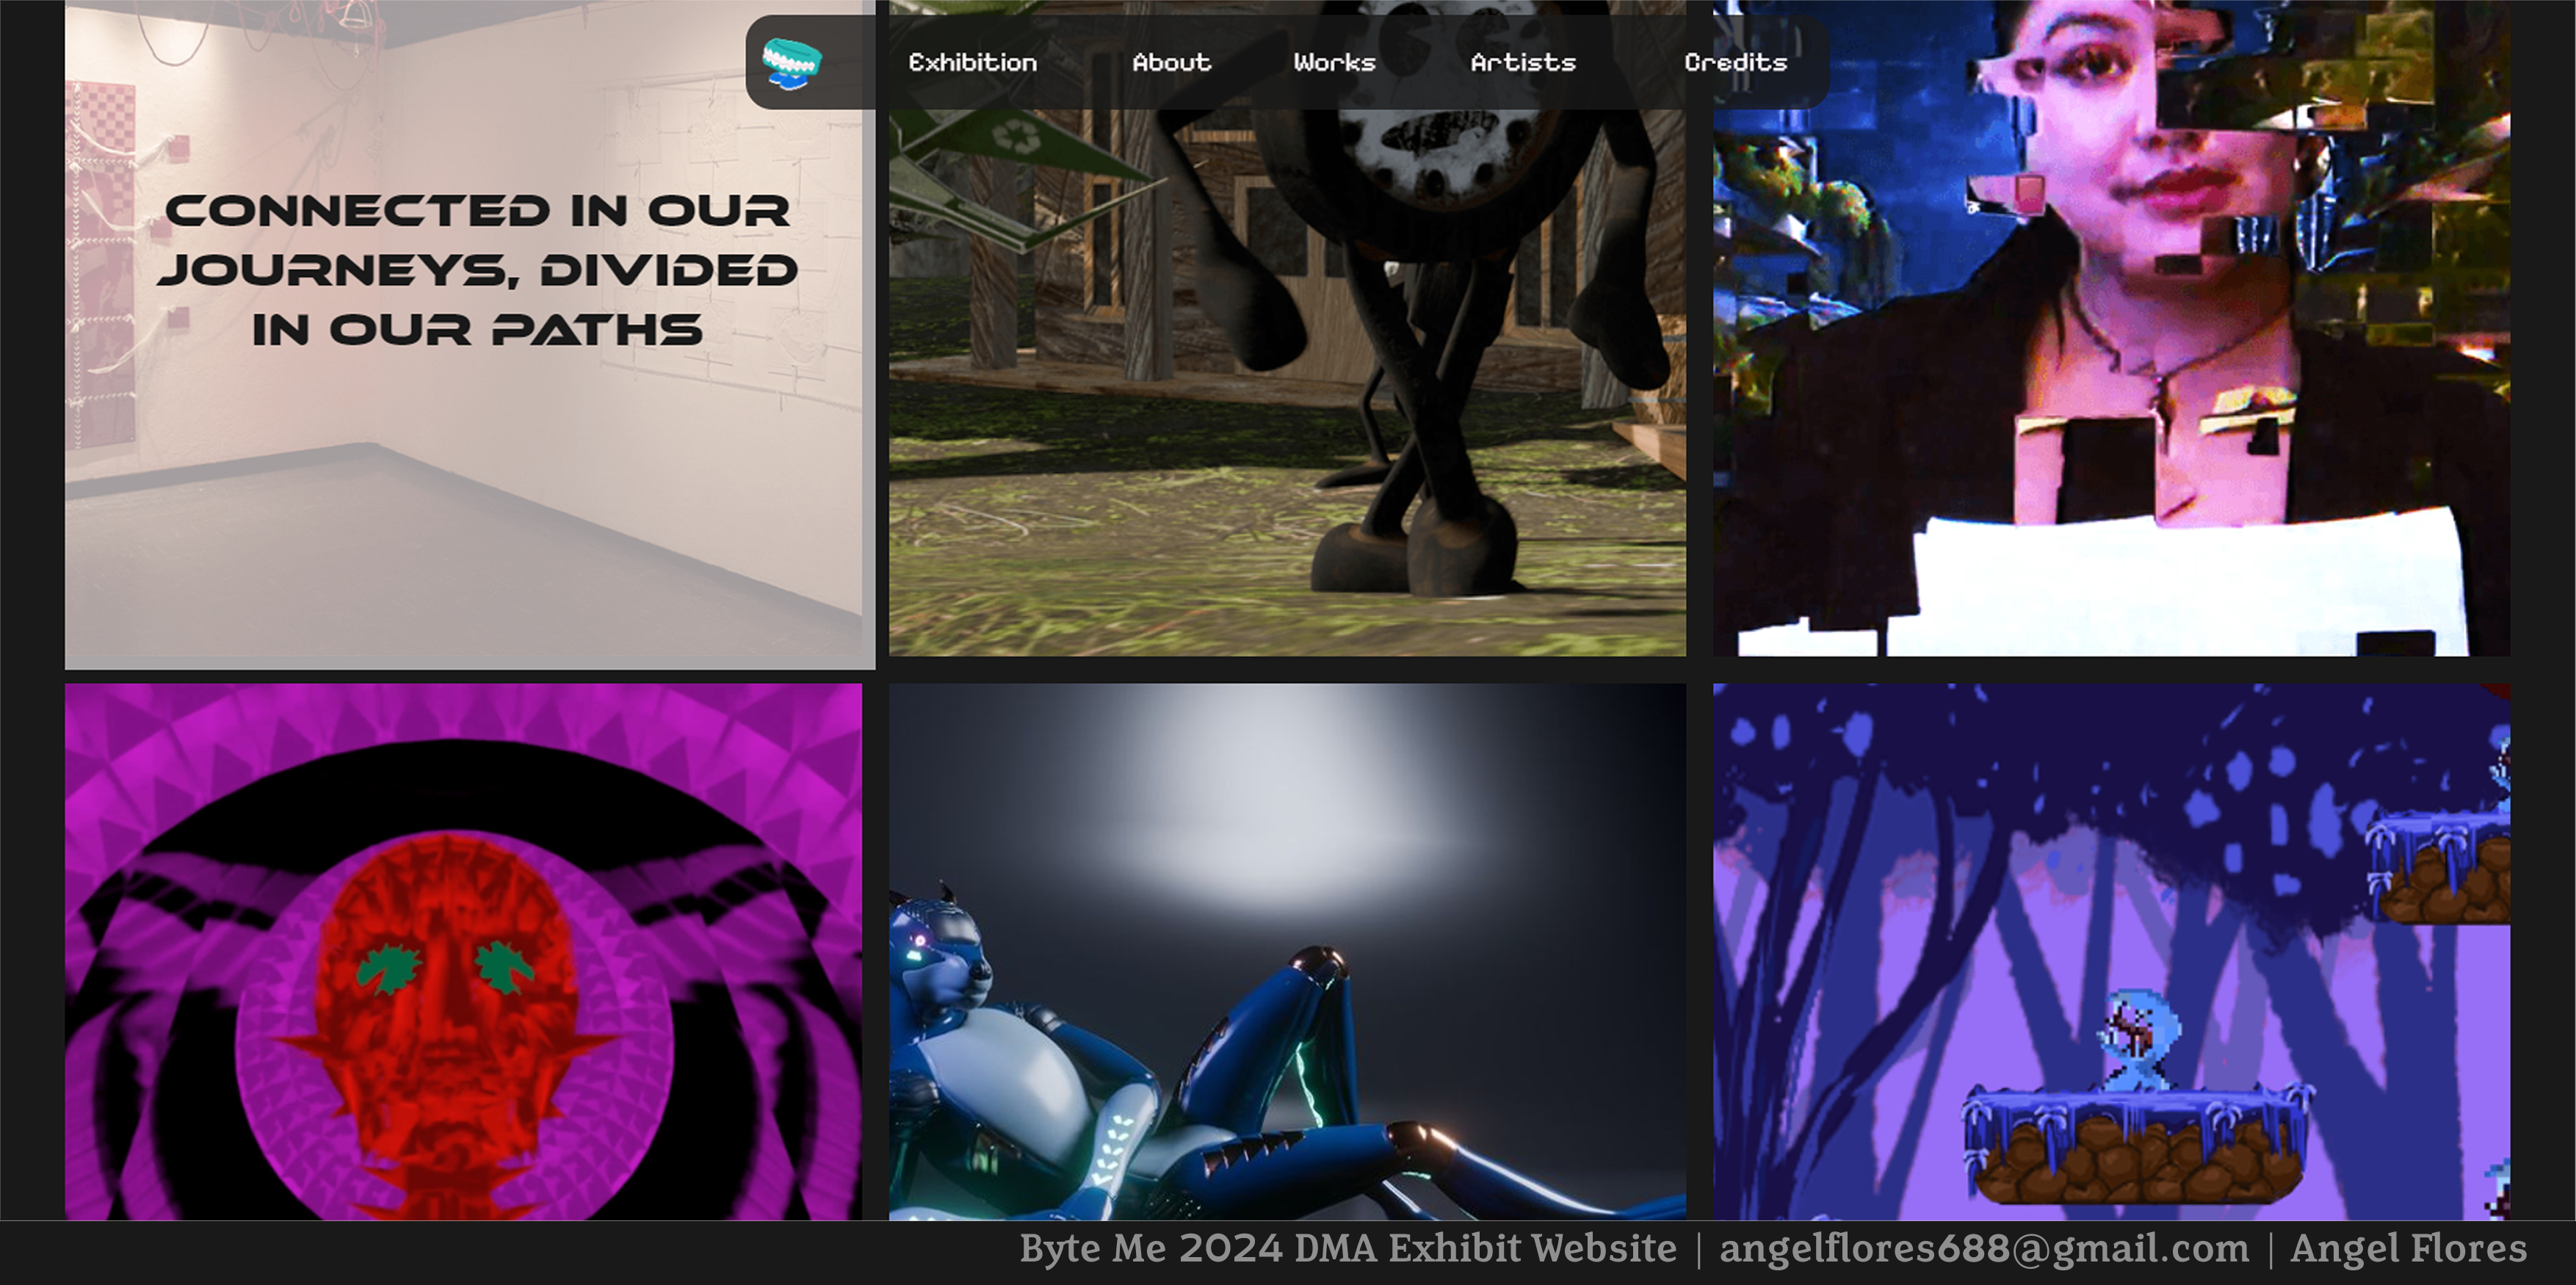 Exhibition About Works Artists Credits
CONNECTED IN OUR
JOURNEYS, DIVIDED
IN OUR PATHS
Byte Me 2024 DMA Exhibit Website | angelflores688@gmail.com | Angel Flores